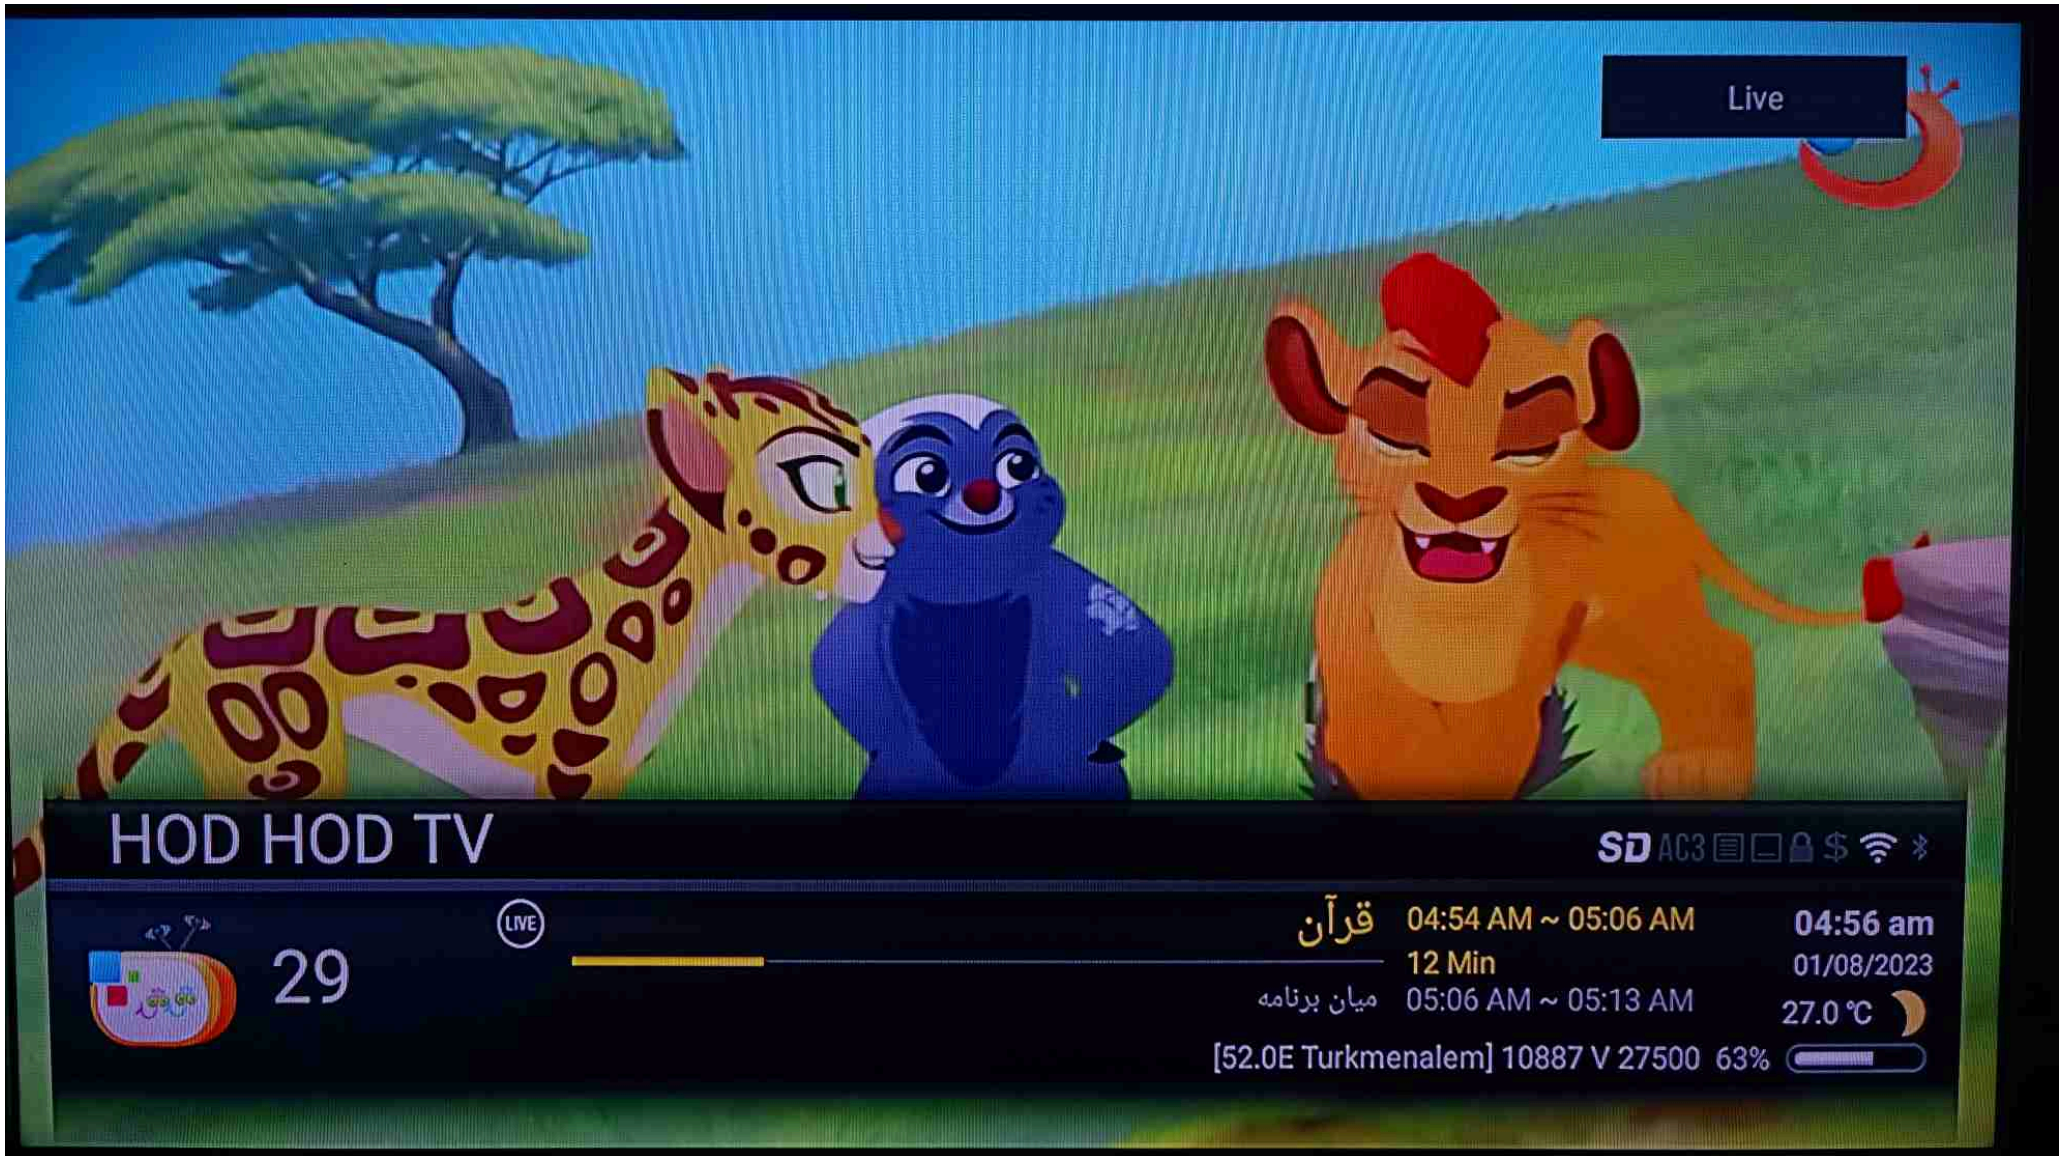 Live
HOD HOD TV
SD AC3 $
LIVE
29
قرآن 04:54 AM ~ 05:06 AM
12 Min
میان برنامه 05:06 AM ~ 05:13 AM
04:56 am
01/08/2023
27.0 °C
[52.0E Turkmenalem] 10887 V 27500 63%